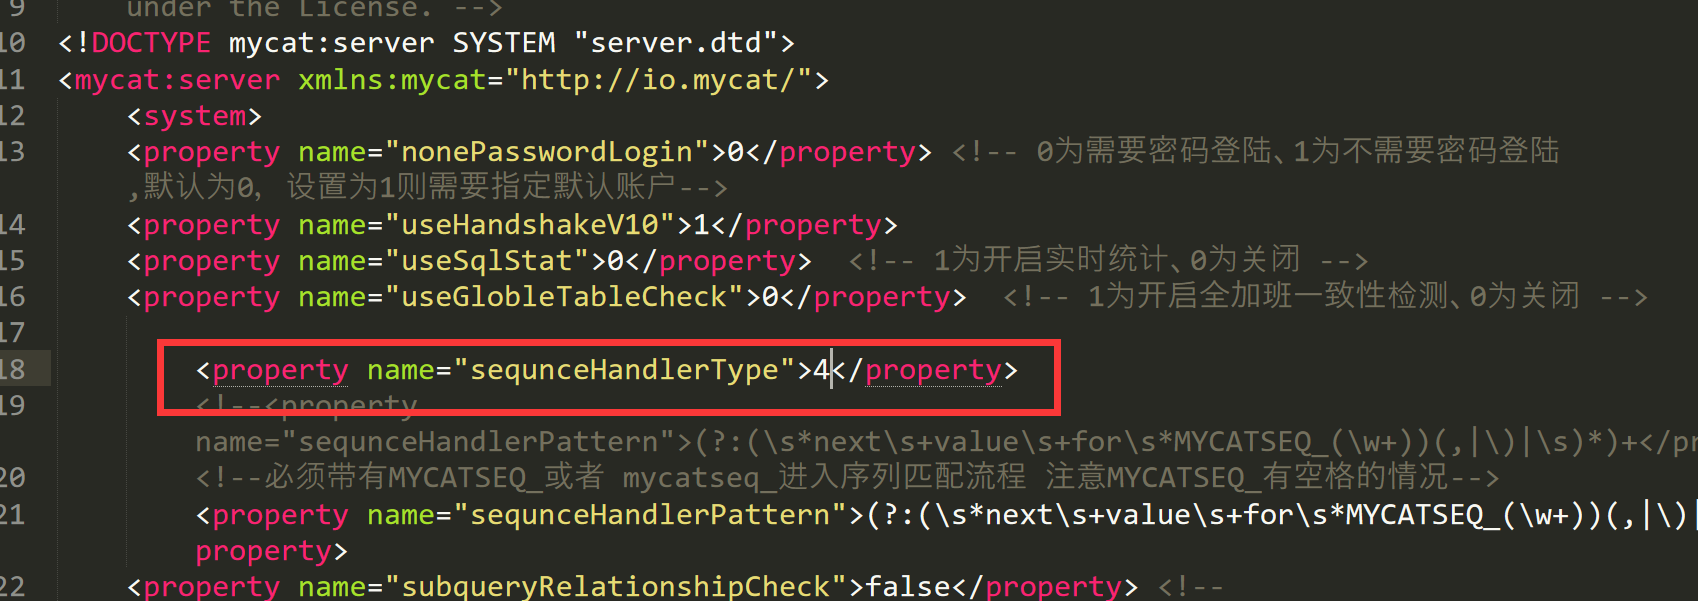 9 under the License. -->
10 <!DOCTYPE mycat:server SYSTEM "server.dtd">
11 <mycat:server xmlns:mycat="http://io.mycat/">
12 <system>
13 <property name="nonePasswordLogin">0</property> <!-- 0为需要密码登陆、1为不需要密码登陆
,默认为0，设置为1则需要指定默认账户-->
14 <property name="useHandshakeV10">1</property>
15 <property name="useSqlStat">0</property> <!-- 1为开启实时统计、0为关闭 -->
16 <property name="useGlobleTableCheck">0</property> <!-- 1为开启全加班一致性检测、0为关闭 -->
17
18 <property name="sequnceHandlerType">4</property>
19 <!--<property
name="sequnceHandlerPattern">(?:(\s*next\s+value\s+for\s*MYCATSEQ_(\w+))(,|\)|\s)*)+</pr
20 <!--必须带有MYCATSEQ_或者 mycatseq_进入序列匹配流程 注意MYCATSEQ_有空格的情况-->
21 <property name="sequnceHandlerPattern">(?:(\s*next\s+value\s+for\s*MYCATSEQ_(\w+))(,|\)|
property>
22 <property name="subqueryRelationshipCheck">false</property> <!--